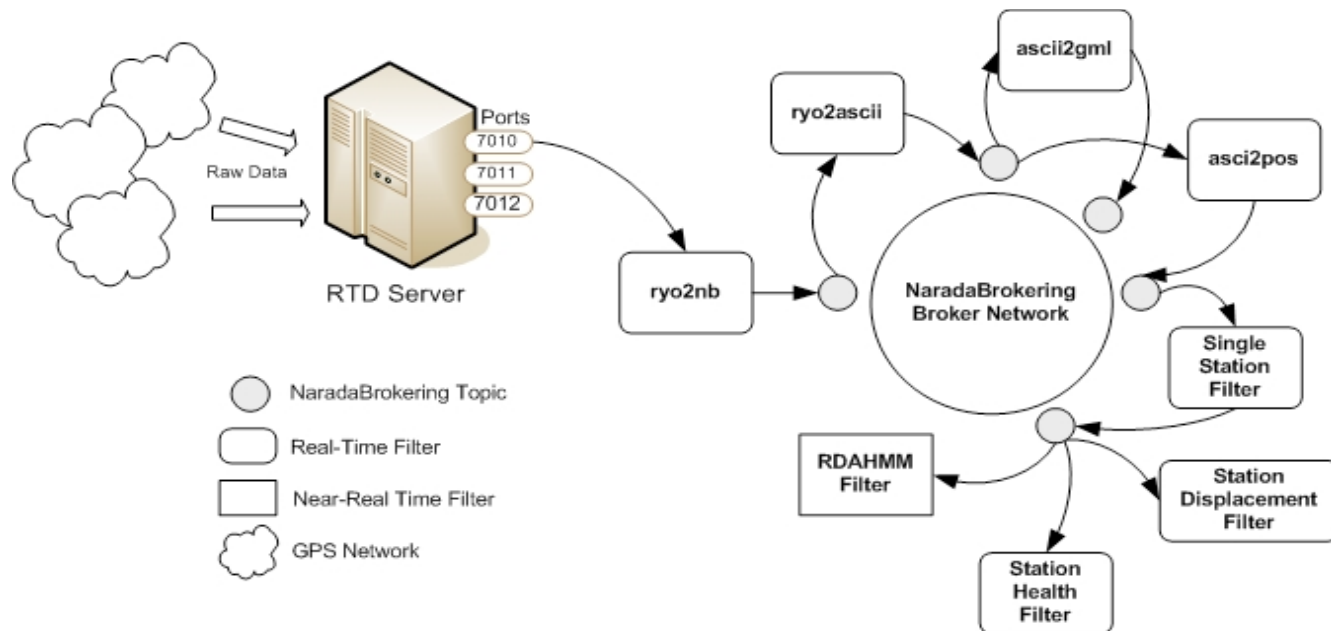 Raw Data
Ports
7010
7011
7012
RTD Server
ryo2nb
ryo2ascii
ascii2gml
asci2pos
NaradaBrokering
Broker Network
Single
Station
Filter
RDAHMM
Filter
Station
Health
Filter
Station
Displacement
Filter
NaradaBrokering Topic
Real-Time Filter
Near-Real Time Filter
GPS Network